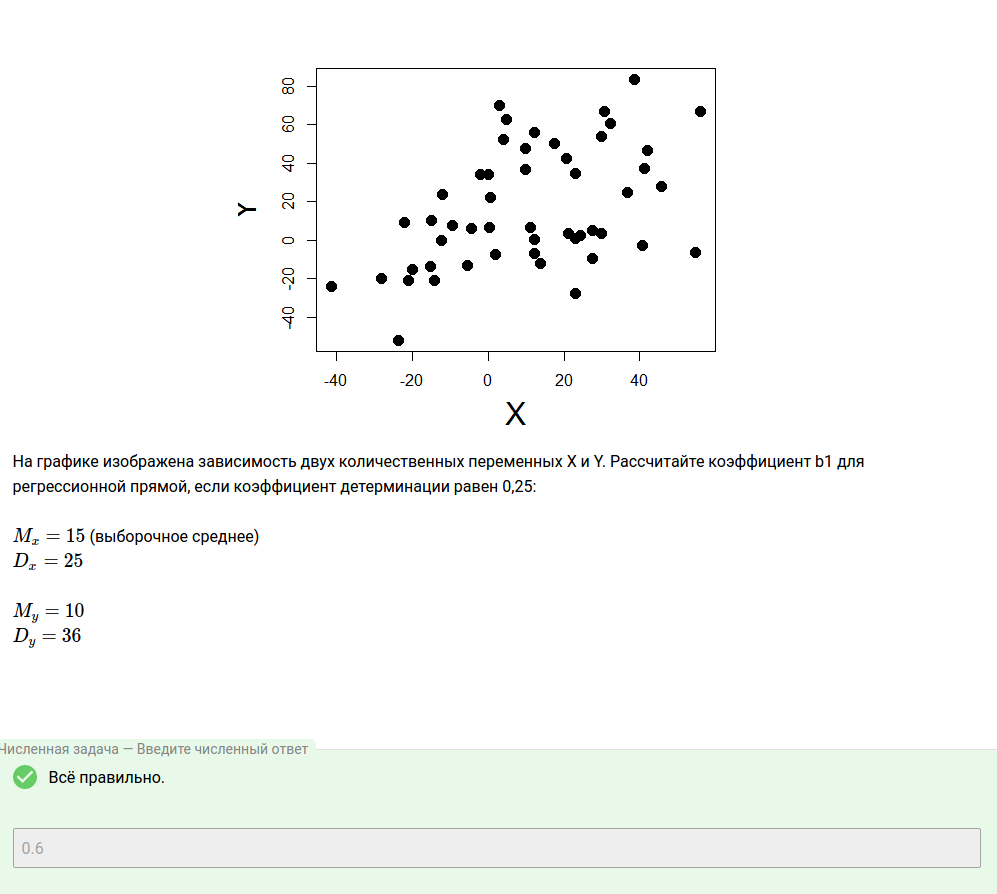 80
60
40
20
0
-20
-40
Y
-40 -20 0 20 40
X
На графике изображена зависимость двух количественных переменных X и Y. Рассчитайте коэффициент b1 для
регрессионной прямой, если коэффициент детерминации равен 0,25:
M_x = 15 (выборочное среднее)
D_x = 25
M_y = 10
D_y = 36
Численная задача — Введите численный ответ
Всё правильно.
0.6